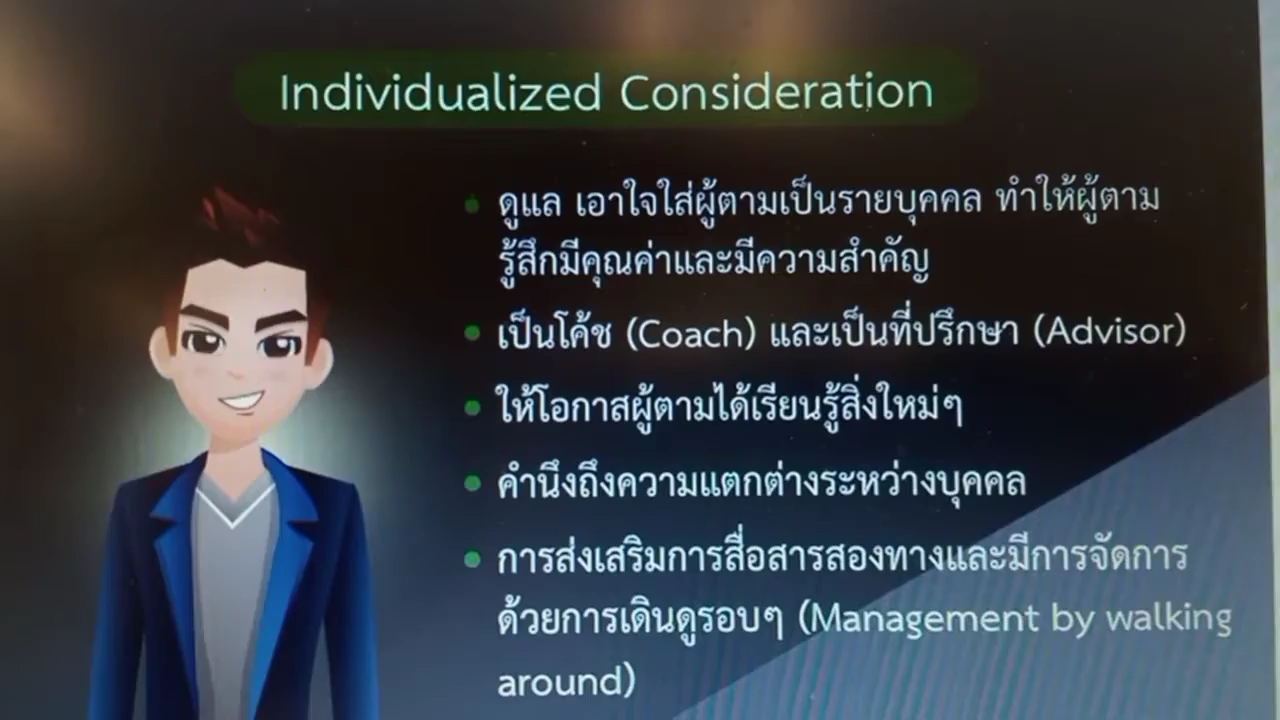 Individualized Consideration
ดูแล เอาใจใส่ผู้ตามเป็นรายบุคคล ทำให้ผู้ตาม
รู้สึกมีคุณค่าและมีความสำคัญ
เป็นโค้ช (Coach) และเป็นที่ปรึกษา (Advisor)
ให้โอกาสผู้ตามได้เรียนรู้สิ่งใหม่ๆ
คำนึงถึงความแตกต่างระหว่างบุคคล
การส่งเสริมการสื่อสารสองทางและมีการจัดการ
ด้วยการเดินดูรอบๆ (Management by walking
around)